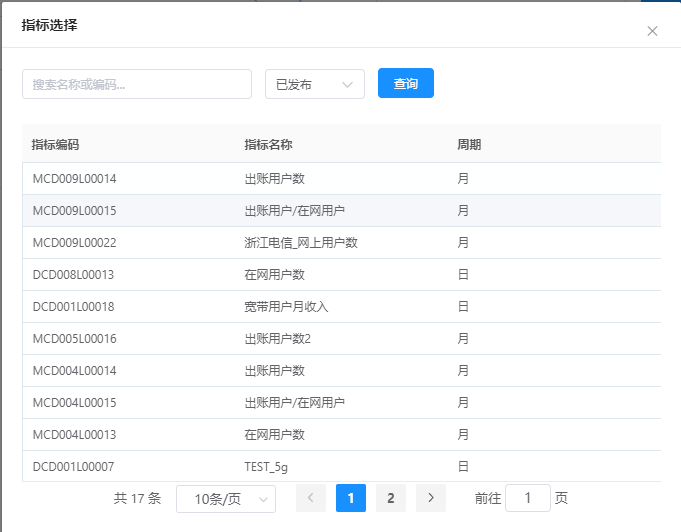 指标选择
搜索名称或编码... 已发布 查询
指标编码 指标名称 周期
MCD009L00014 出账用户数 月
MCD009L00015 出账用户/在网用户 月
MCD009L00022 浙江电信_网上用户数 月
DCD008L00013 在网用户数 日
DCD001L00018 宽带用户月收入 日
MCD005L00016 出账用户数2 月
MCD004L00014 出账用户数 月
MCD004L00015 出账用户/在网用户 月
MCD004L00013 在网用户数 月
DCD001L00007 TEST_5g 日
共 17 条 10条/页 1 2 前往 1 页